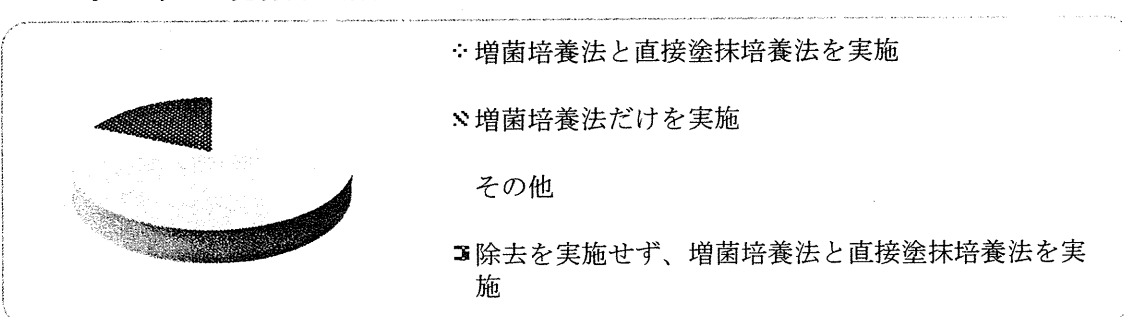 増菌培養法と直接塗抹培養法を実施
増菌培養法だけを実施
その他
除去を実施せず、増菌培養法と直接塗抹培養法を実
施